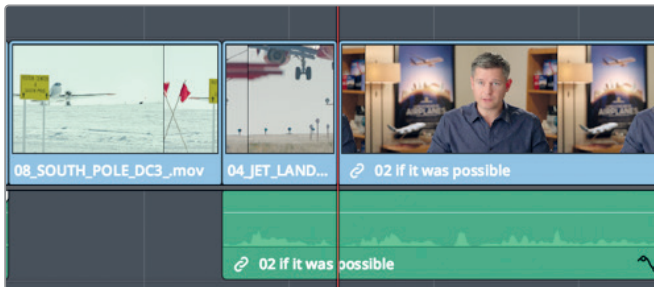 08_SOUTH_POLE_DC3_.mov
04_JET_LAND...
02 if it was possible
02 if it was possible